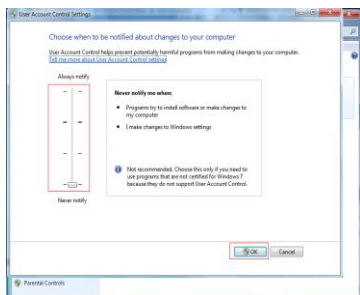 User Account Control Settings
Choose when to be notified about changes to your computer
User Account Control helps prevent potentially harmful programs from making changes to your computer.
Tell me more about User Account Control settings
Always notify
Never notify me when:
Programs try to install software or make changes to
my computer
I make changes to Windows settings
Not recommended. Choose this only if you need to
use programs that are not certified for Windows 7
because they do not support User Account Control.
Never notify
OK
Cancel
Parental Controls